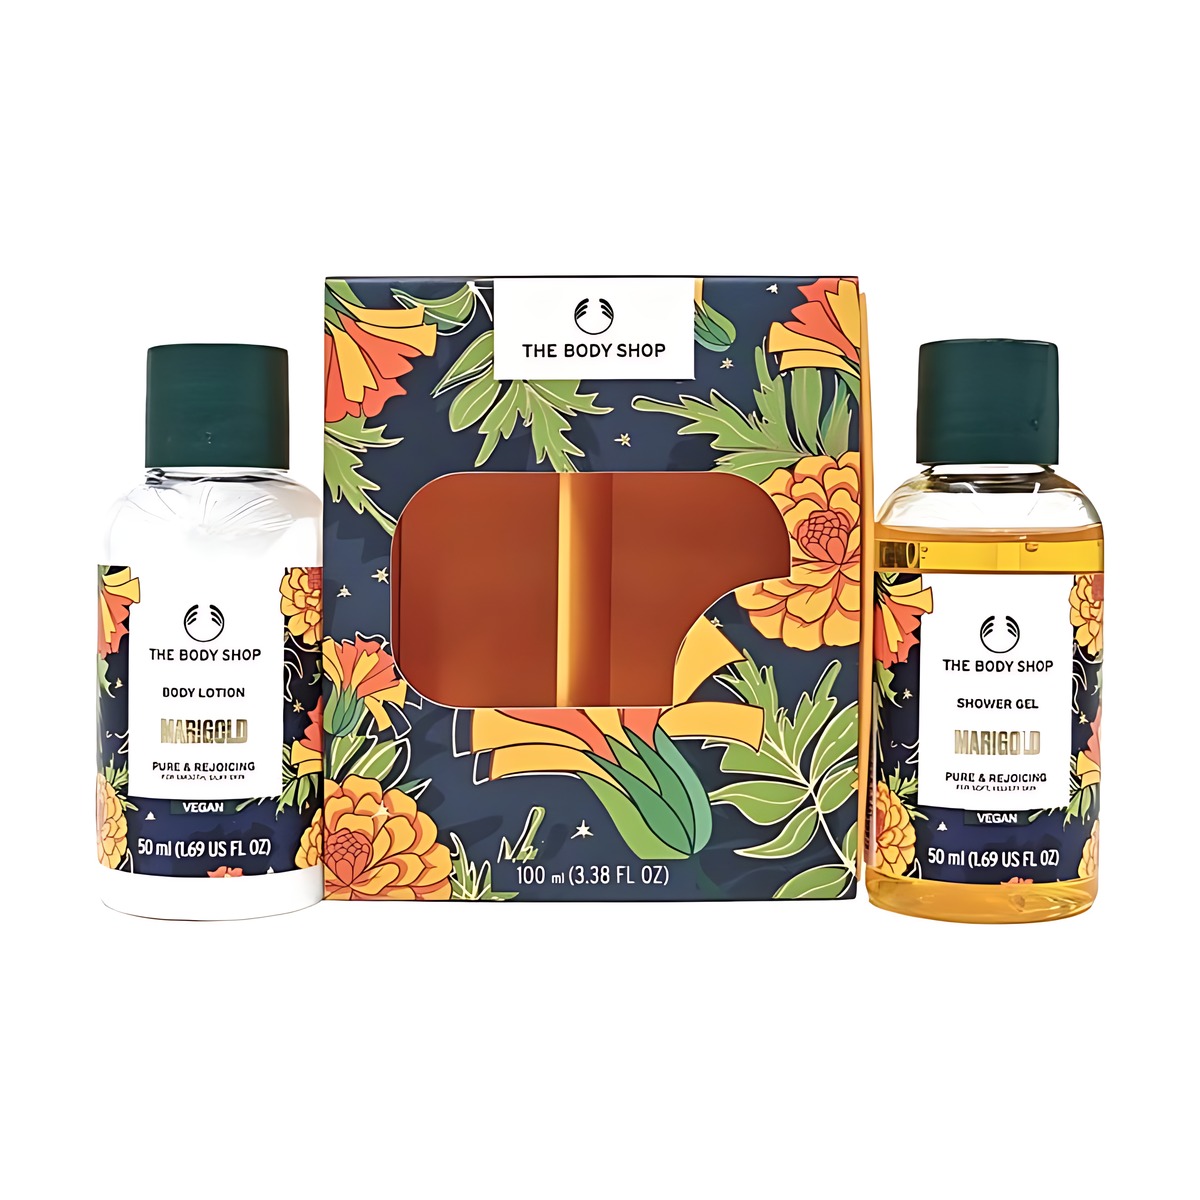 THE BODY SHOP
100 ml (3.38 FL OZ)
THE BODY SHOP
BODY LOTION
MARIGOLD
PURE & REJOICING
VEGAN
50 ml (1.69 US FL OZ)
THE BODY SHOP
SHOWER GEL
MARIGOLD
PURE & REJOICING
VEGAN
50 ml (1.69 US FL OZ)